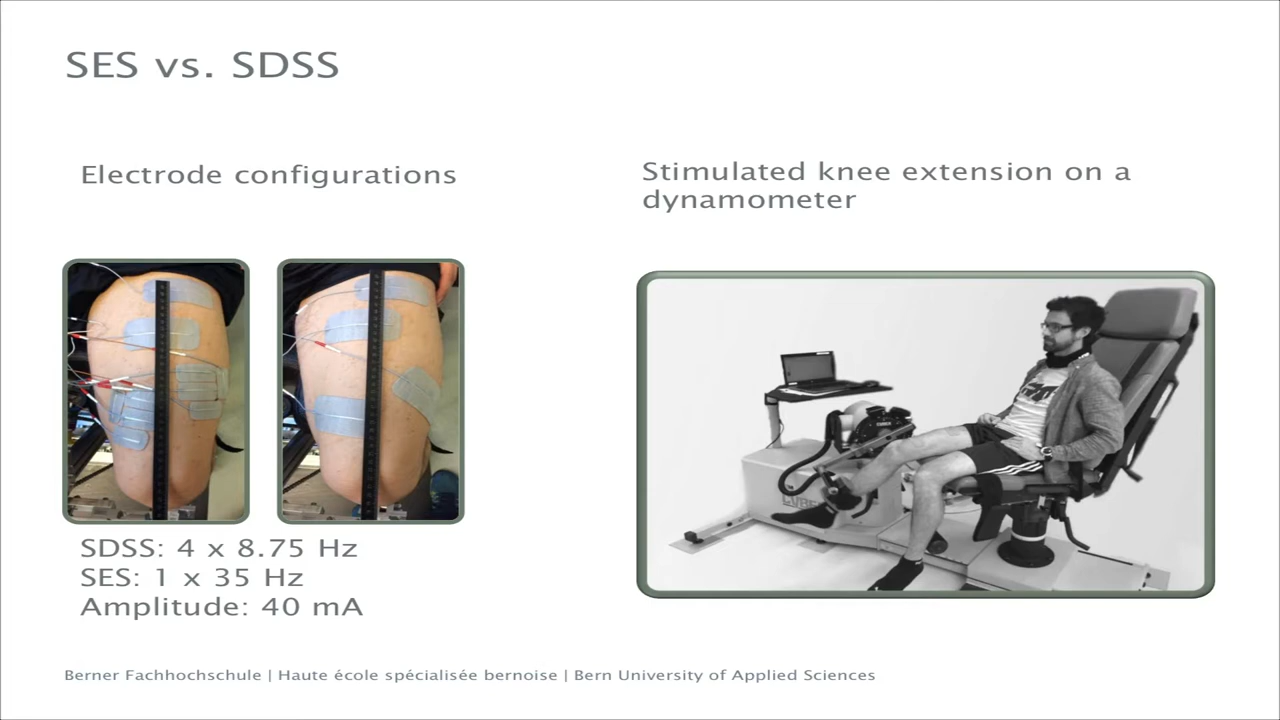 SES vs. SDSS
Electrode configurations
Stimulated knee extension on a
dynamometer
SDSS: 4 x 8.75 Hz
SES: 1 x 35 Hz
Amplitude: 40 mA
Berner Fachhochschule | Haute école spécialisée bernoise | Bern University of Applied Sciences